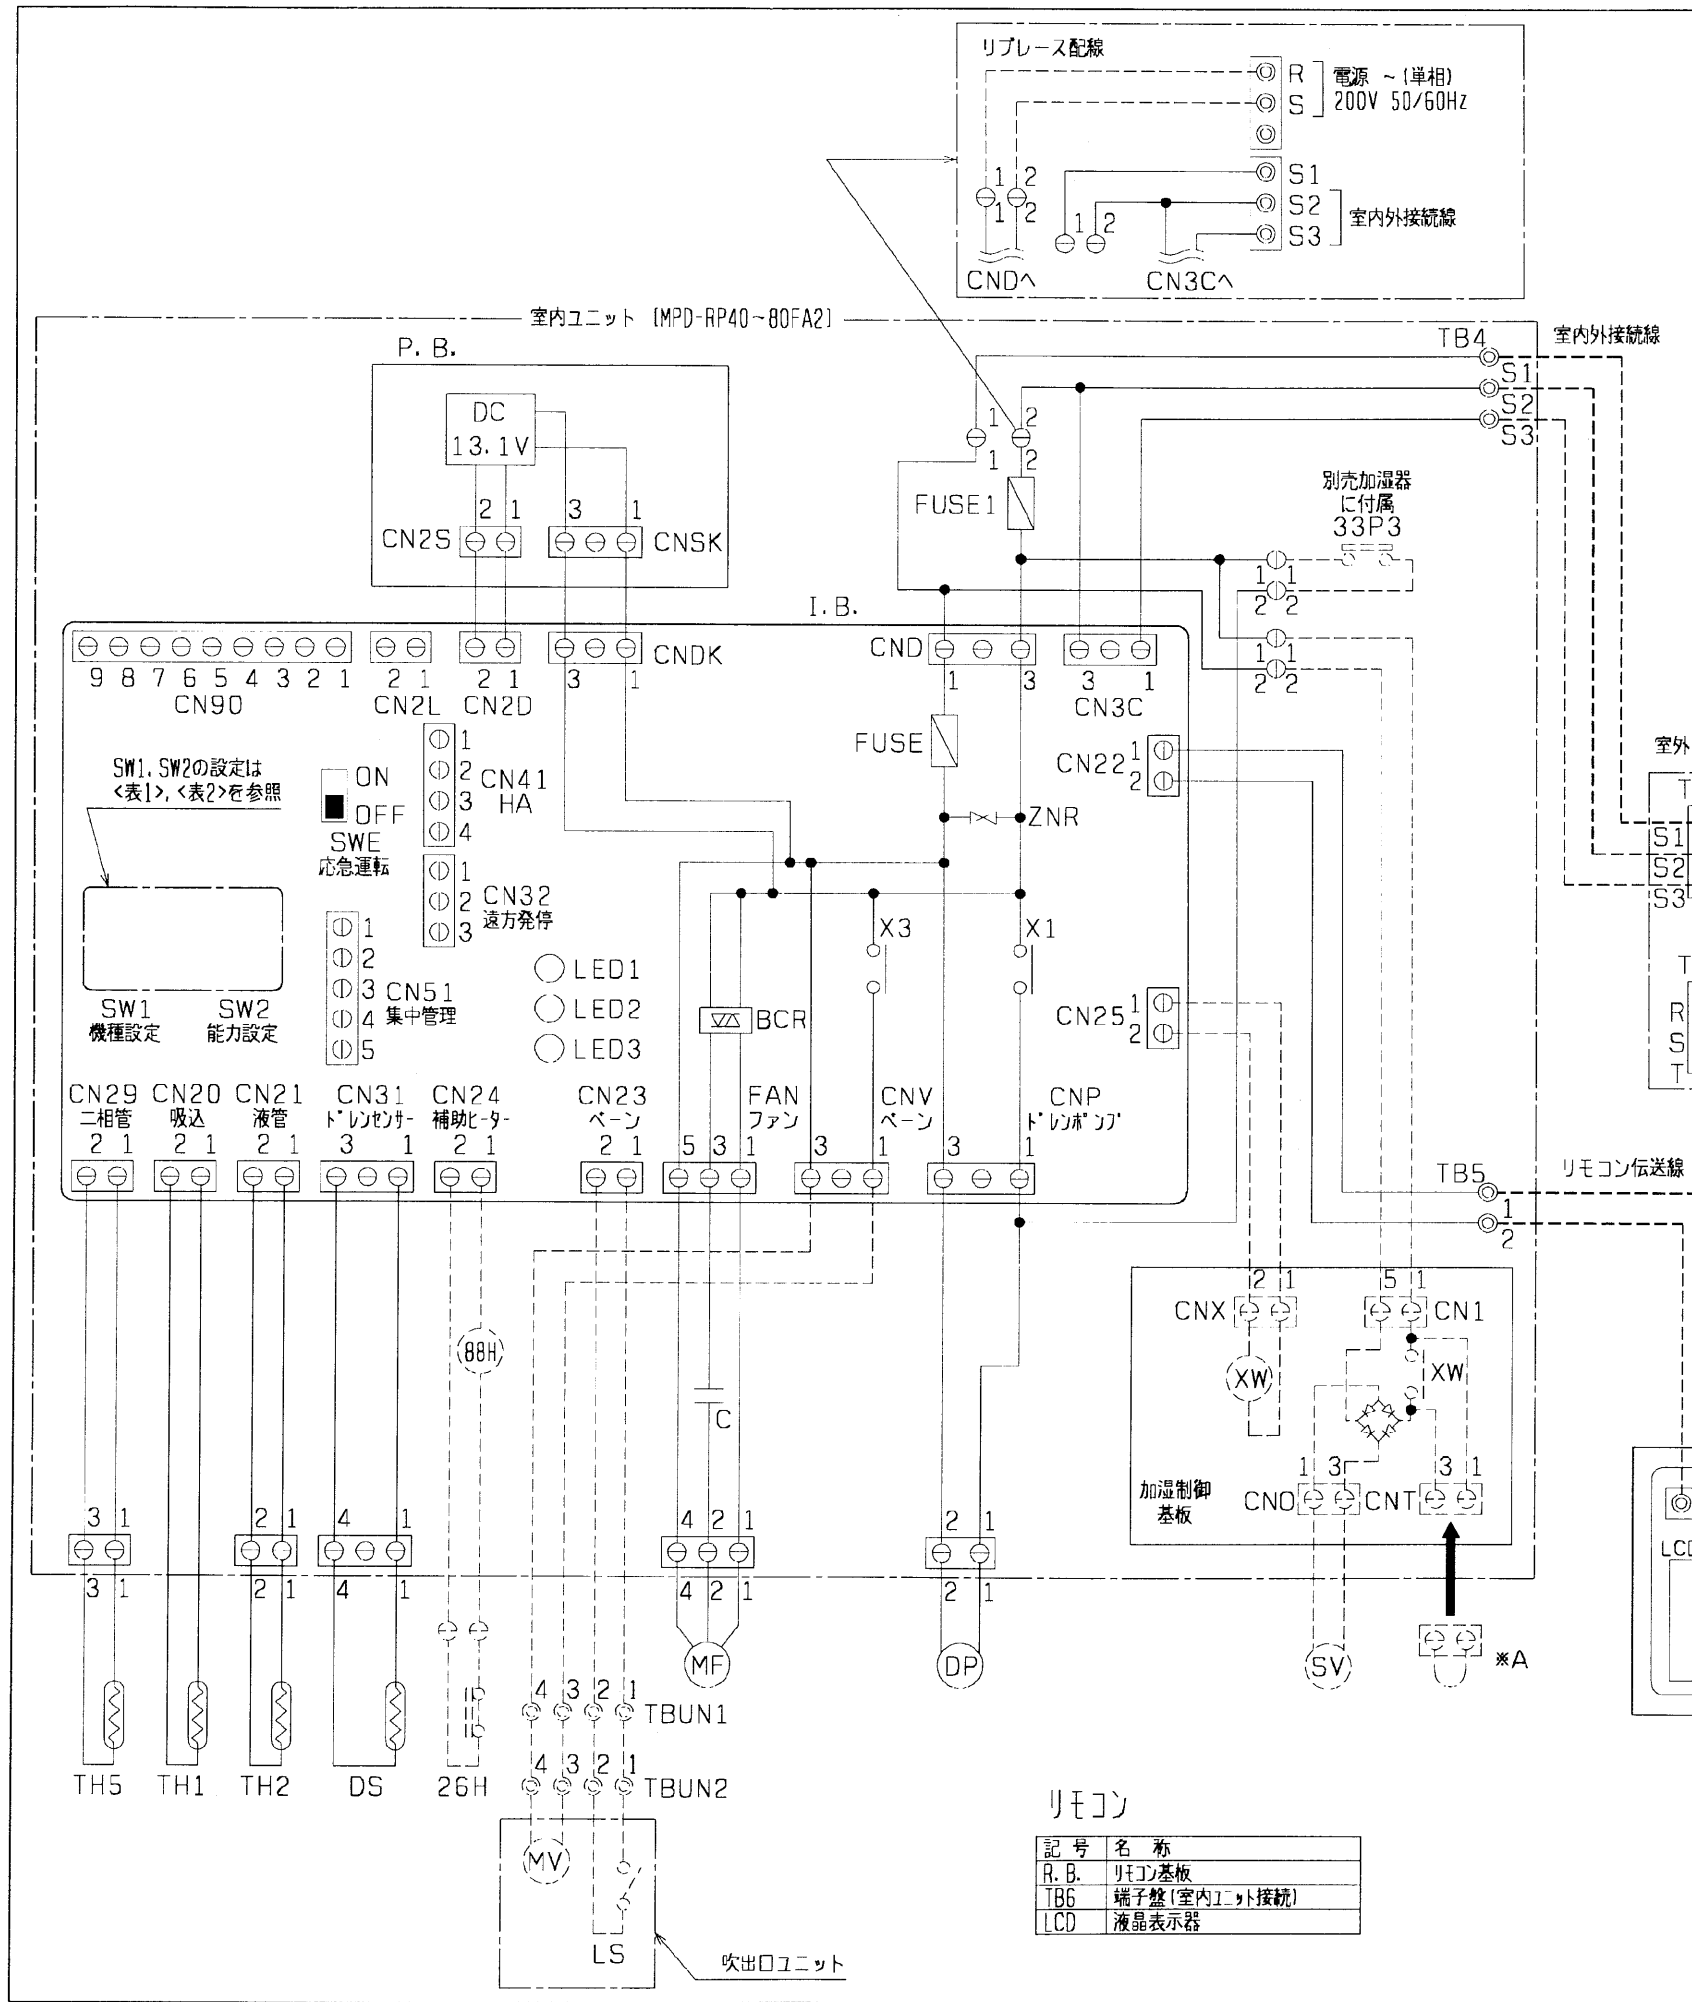 リプレース配線
R
電源 ~ (単相)
S
200V 50/60Hz
S1
1 2
S2
室内外接続線
1 2
1 2
S3
CNDへ
CN3Cへ
室内ユニット [MPD-RP40~80FA2]
TB4
室内外接続線
P. B.
S1
DC
13.1V
S2
1 2
S3
1 2
2 1
3 1
FUSE1
別売加湿器
に付属
33P3
CN2S
CNSK
1 1
2 2
I. B.
CNDK
CND
1 1
2 2
9 8 7 6 5 4 3 2 1
2 1
2 1
3 1
1 3
3 1
CN90
CN2L
CN2D
CN3C
FUSE
CN22
1
2
室外
SW1, SW2の設定は
<表1>, <表2>を参照
ON
OFF
SWE
応急運転
1
2
3
4
CN41
HA
ZNR
T
S1
S2
S3
1
2
3
CN32
遠方発停
X3
X1
1
2
3
4
5
CN51
集中管理
LED1
LED2
LED3
BCR
CN25
1
2
T
R
S
T
SW1
機種設定
SW2
能力設定
CN29
二相管
CN20
吸込
CN21
液管
CN31
ドレンセンサー
CN24
補助ヒーター
CN23
ベーン
FAN
ファン
CNV
ベーン
CNP
ドレンポンプ
2 1
2 1
2 1
3 1
2 1
2 1
5 3 1
3 1
3 1
TB5
リモコン伝送線
1
2
2 1
5 1
CNX
CN1
88H
XW
XW
C
1 3
3 1
加湿制御
基板
CNO
CNT
3 1
2 1
4 1
4 2 1
2 1
LCD
3 1
2 1
4 1
4 2 1
2 1
MF
DP
SV
※A
4 3 2 1
TBUN1
4 3 2 1
TBUN2
TH5
TH1
TH2
DS
26H
MV
LS
吹出口ユニット
リモコン
記号 名称
R. B. リモコン基板
TB6 端子盤(室内ユニット接続)
LCD 液晶表示器